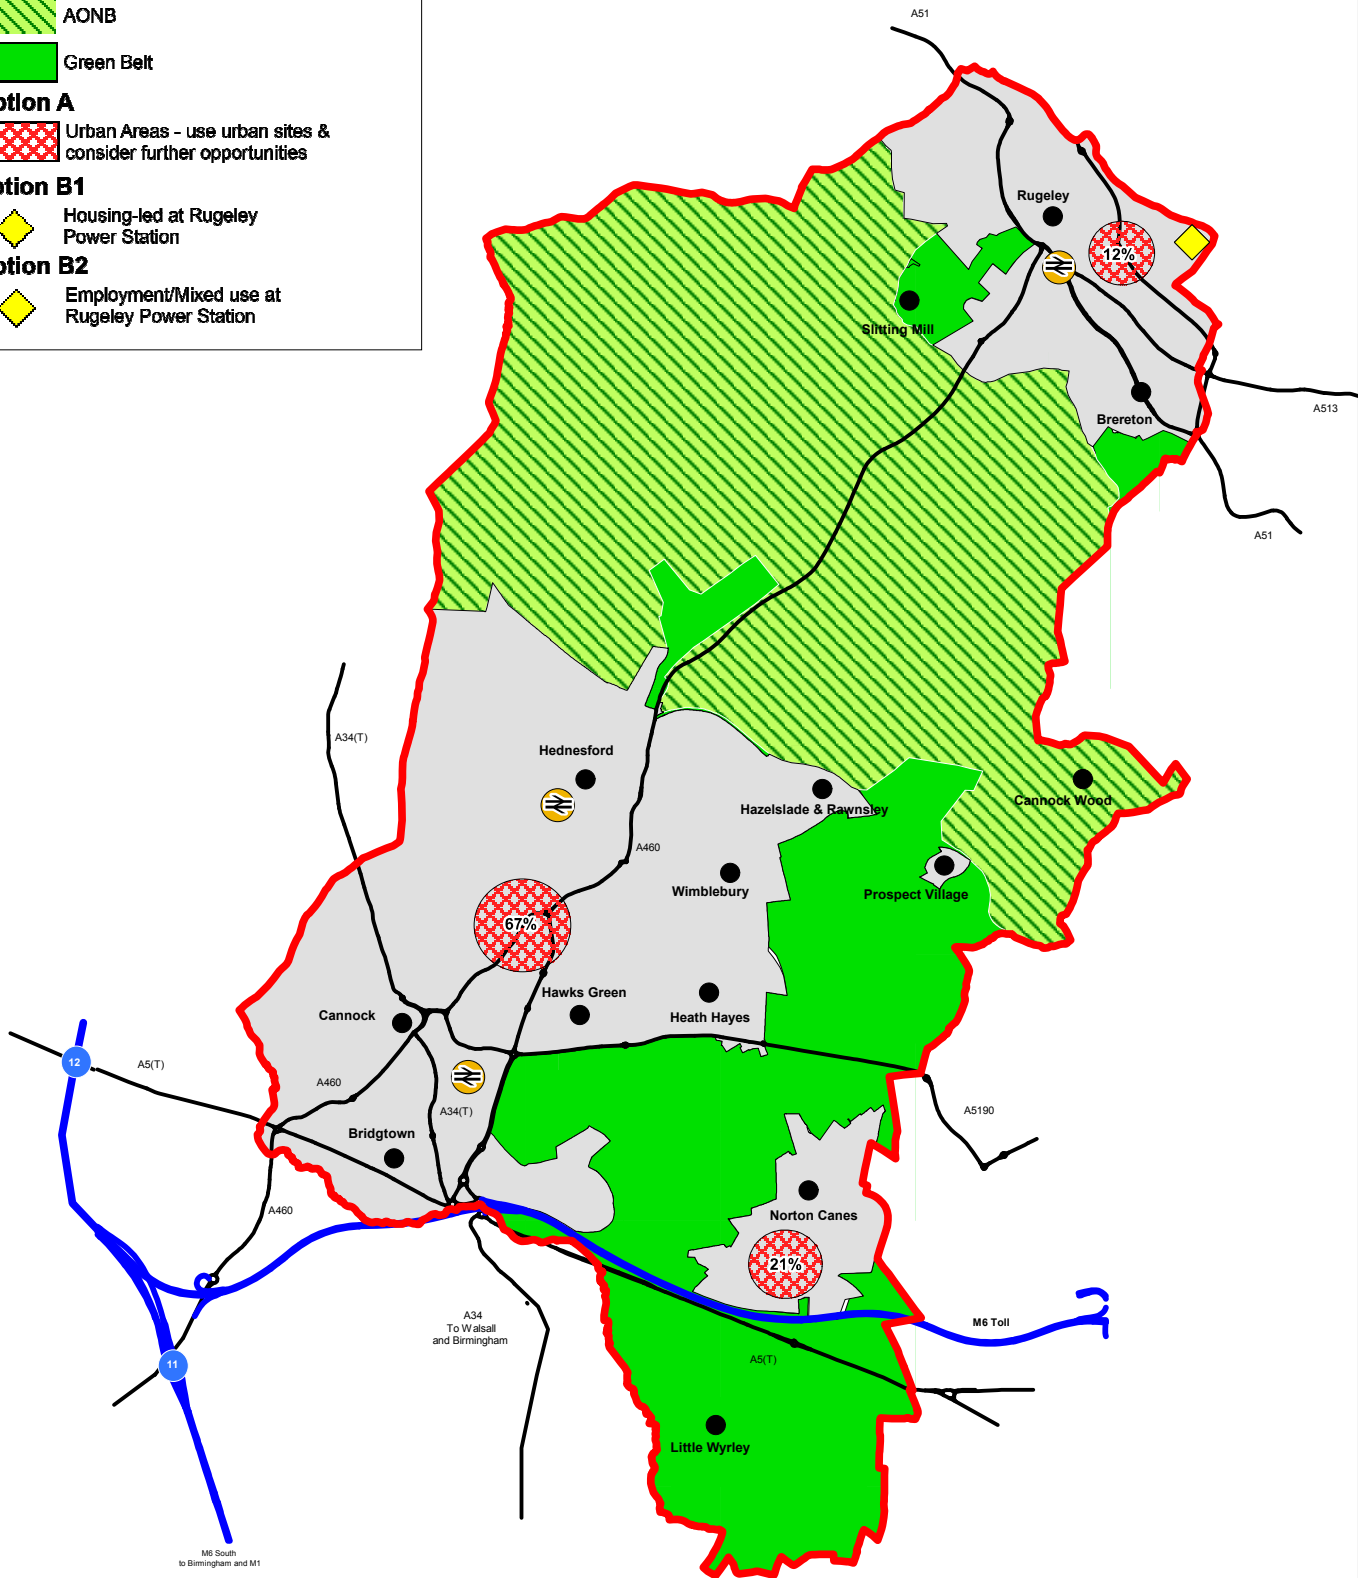 AONB
Green Belt
ption A
Urban Areas - use urban sites &
consider further opportunities
ption B1
Housing-led at Rugeley
Power Station
ption B2
Employment/Mixed use at
Rugeley Power Station
A51
Rugeley
12%
Slitting Mill
A513
Brereton
A51
A34(T)
Hednesford
Hazelslade & Rawnsley
Cannock Wood
A460
Wimblebury
Prospect Village
67%
Hawks Green
Heath Hayes
Cannock
12
A5(T)
A460
A34(T)
A5190
Bridgtown
A460
Norton Canes
21%
A34
To Walsall
and Birmingham
M6 Toll
A5(T)
11
Little Wyrley
M6 South
to Birmingham and M1